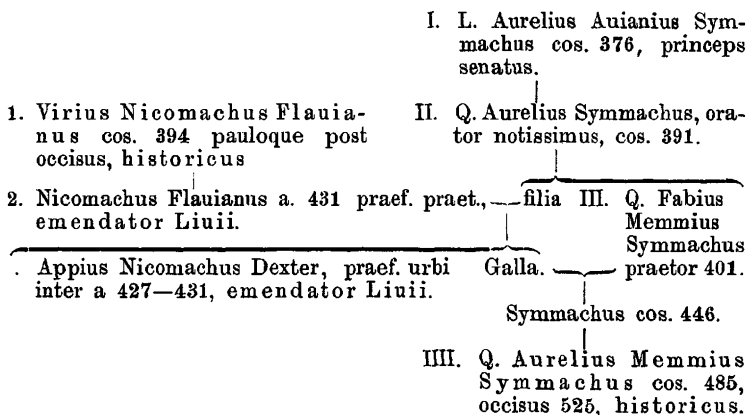 I. L. Aurelius Auianius Sym-
machus cos. 376, princeps
senatus.
1. Virius Nicomachus Flauia-
nus cos. 394 pauloque post
occisus, historicus
II. Q. Aurelius Symmachus, ora-
tor notissimus, cos. 391.
2. Nicomachus Flauianus a. 431 praef. praet.,
emendator Liuii.
filia
III. Q. Fabius
Memmius
Symmachus
praetor 401.
. Appius Nicomachus Dexter, praef. urbi
inter a 427—431, emendator Liuii.
Galla.
Symmachus cos. 446.
IIII. Q. Aurelius Memmius
Symmachus cos. 485,
occisus 525, historicus.